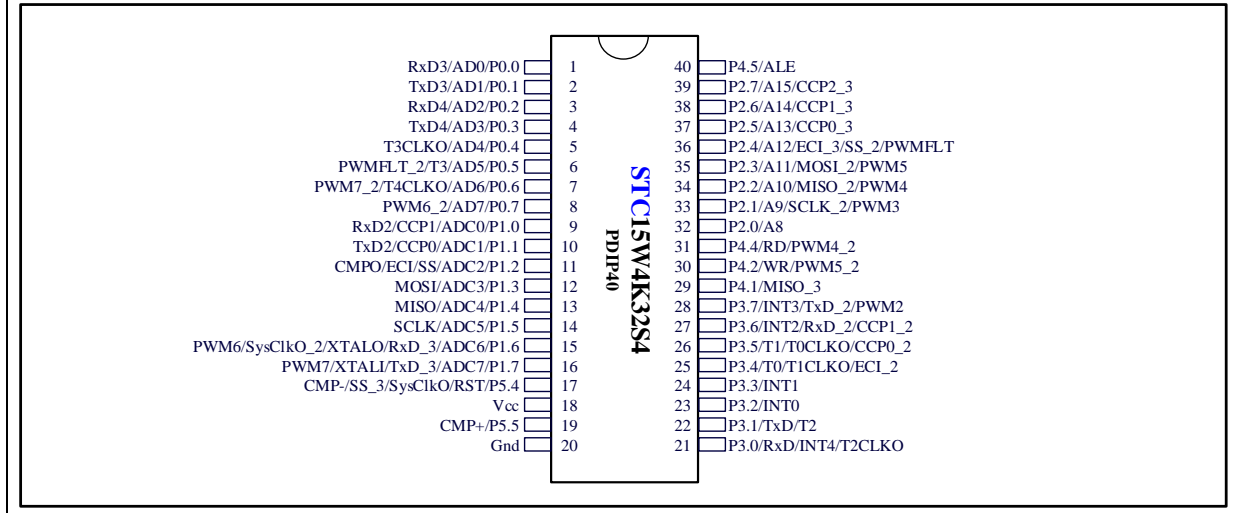 RxD3/AD0/P0.0 1 40 P4.5/ALE
TxD3/AD1/P0.1 2 39 P2.7/A15/CCP2_3
RxD4/AD2/P0.2 3 38 P2.6/A14/CCP1_3
TxD4/AD3/P0.3 4 37 P2.5/A13/CCP0_3
T3CLKO/AD4/P0.4 5 36 P2.4/A12/ECI_3/SS_2/PWMFLT
PWMFLT_2/T3/AD5/P0.5 6 35 P2.3/A11/MOSI_2/PWM5
PWM7_2/T4CLKO/AD6/P0.6 7 34 P2.2/A10/MISO_2/PWM4
PWM6_2/AD7/P0.7 8 33 P2.1/A9/SCLK_2/PWM3
RxD2/CCP1/ADC0/P1.0 9 32 P2.0/A8
TxD2/CCP0/ADC1/P1.1 10 31 P4.4/RD/PWM4_2
CMPO/ECI/SS/ADC2/P1.2 11 30 P4.2/WR/PWM5_2
MOSI/ADC3/P1.3 12 29 P4.1/MISO_3
MISO/ADC4/P1.4 13 28 P3.7/INT3/TxD_2/PWM2
SCLK/ADC5/P1.5 14 27 P3.6/INT2/RxD_2/CCP1_2
PWM6/SysClkO_2/XTALO/RxD_3/ADC6/P1.6 15 26 P3.5/T1/T0CLKO/CCP0_2
PWM7/XTALI/TxD_3/ADC7/P1.7 16 25 P3.4/T0/T1CLKO/ECI_2
CMP-/SS_3/SysClkO/RST/P5.4 17 24 P3.3/INT1
Vcc 18 23 P3.2/INT0
CMP+/P5.5 19 22 P3.1/TxD/T2
Gnd 20 21 P3.0/RxD/INT4/T2CLKO
STC15W4K32S4
PDIP40